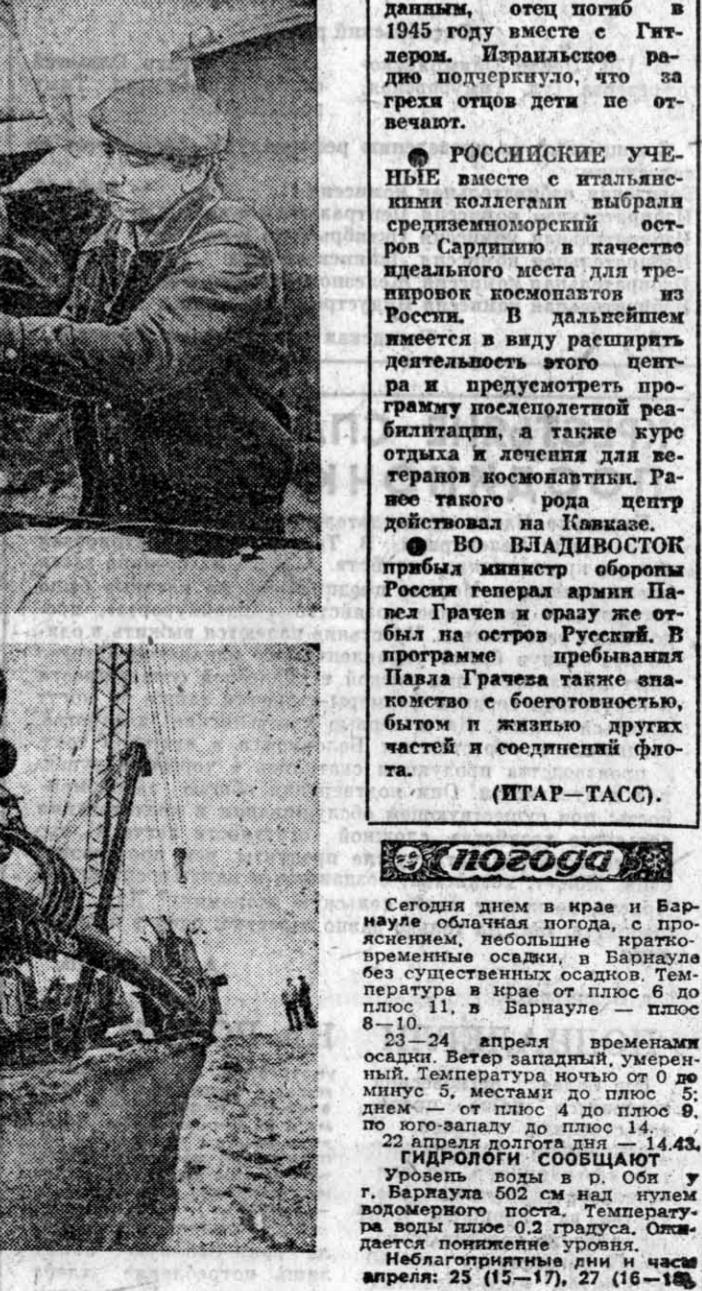 данным, отец погиб в
1945 году вместе с Гит-
лером. Израильское ра-
дио подчеркнуло, что за
грехи отцов дети не от-
вечают.
● РОССИЙСКИЕ УЧЕ-
НЫЕ вместе с итальянс-
кими коллегами выбрали
средиземноморский ост-
ров Сардинию в качестве
идеального места для тре-
нировок космонавтов из
России. В дальнейшем
имеется в виду расширить
деятельность этого цент-
ра и предусмотреть про-
грамму послеполетной реа-
билитации, а также курс
отдыха и лечения для ве-
теранов космонавтики. Ра-
нее такого рода центр
действовал на Кавказе.
● ВО ВЛАДИВОСТОК
прибыл министр обороны
России генерал армии Па-
вел Грачев и сразу же от-
был на остров Русский. В
программе пребывания
Павла Грачева также зна-
комство с боеготовностью,
бытом и жизнью других
частей и соединений фло-
та.
(ИТАР—ТАСС).
погода
Сегодня днем в крае и Бар-
науле облачная погода, с про-
яснением, небольшие кратко-
временные осадки, в Барнауле
без существенных осадков. Тем-
пература в крае от плюс 6 до
плюс 11, в Барнауле — плюс
8—10.
23—24 апреля временами
осадки. Ветер западный, умерен-
ный. Температура ночью от 0 до
минус 5, местами до плюс 5;
днем — от плюс 4 до плюс 9,
по юго-западу до плюс 14.
22 апреля долгота дня — 14.43.
ГИДРОЛОГИ СООБЩАЮТ
Уровень воды в р. Оби у
г. Барнаула 502 см над нулем
водомерного поста. Температу-
ра воды плюс 0,2 градуса. Ожи-
дается понижение уровня.
Неблагоприятные дни и часы
апреля: 25 (15—17), 27 (16—18).